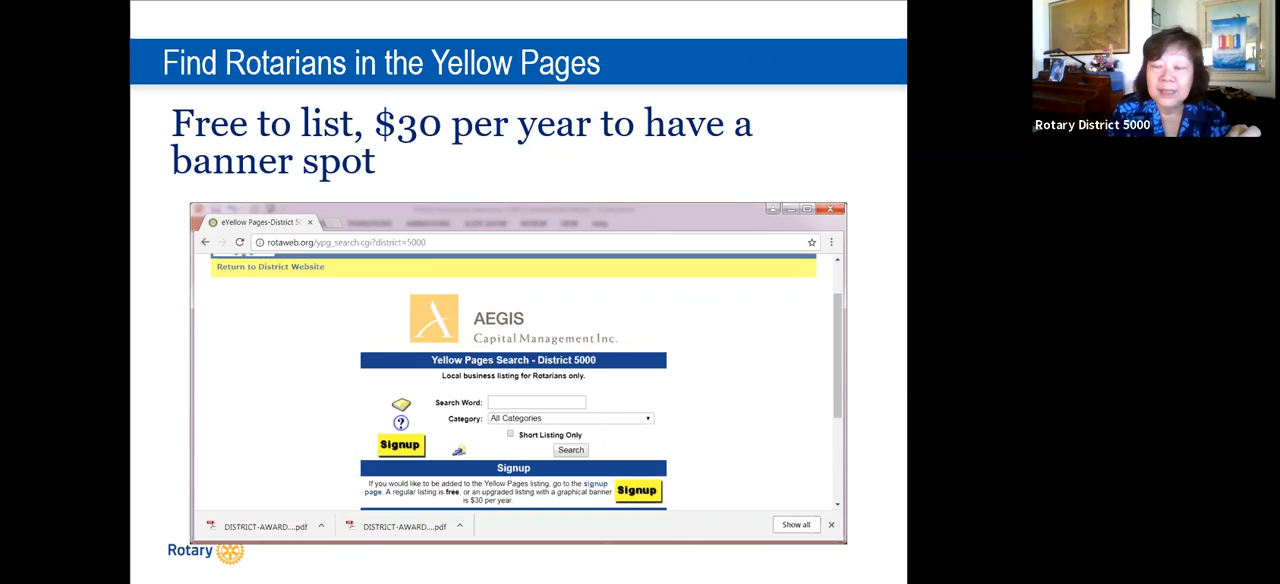 Find Rotarians in the Yellow Pages
Free to list, $30 per year to have a
banner spot
eYellow Pages-District 5
rotaweb.org/ypg_search.cgi?district=5000
Return to District Website
AEGIS
Capital Management Inc.
Yellow Pages Search - District 5000
Local business listing for Rotarians only.
Search Word:
Category: All Categories
Short Listing Only
Signup
Search
Signup
If you would like to be added to the Yellow Pages listing, go to the signup
page. A regular listing is free, or an upgraded listing with a graphical banner
is $30 per year.
Signup
DISTRICT-AWARD....pdf
DISTRICT-AWARD....pdf
Show all
Rotary
Rotary District 5000